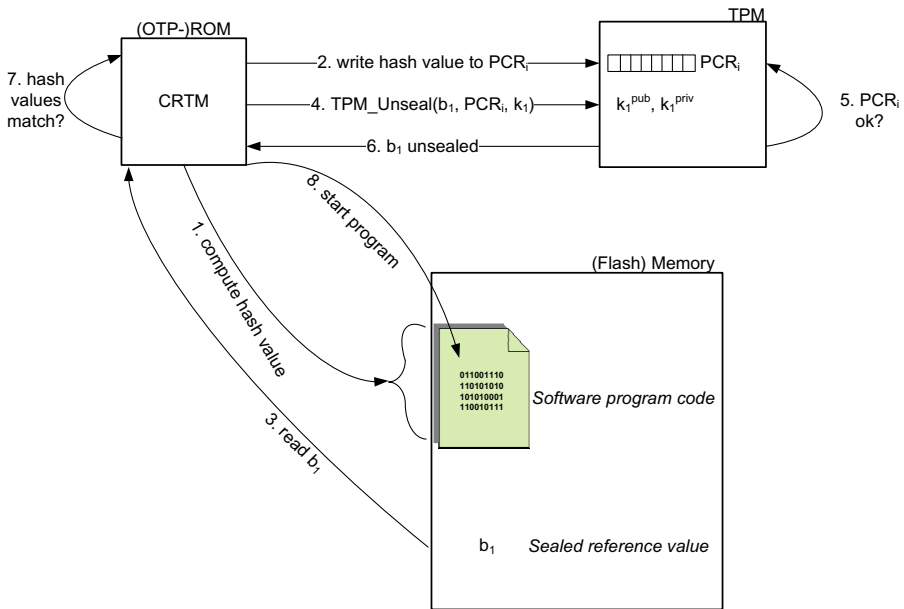 (OTP-)ROM
TPM
7. hash
values
match?
CRTM
2. write hash value to PCRᵢ
PCRᵢ
4. TPM_Unseal(b₁, PCRᵢ, k₁)
k₁ᵖᵘᵇ, k₁ᵖʳⁱᵛ
5. PCRᵢ
ok?
6. b₁ unsealed
8. start program
1. compute hash value
3. read b₁
(Flash) Memory
011001110
110101010
101010001
110010111
Software program code
b₁ Sealed reference value